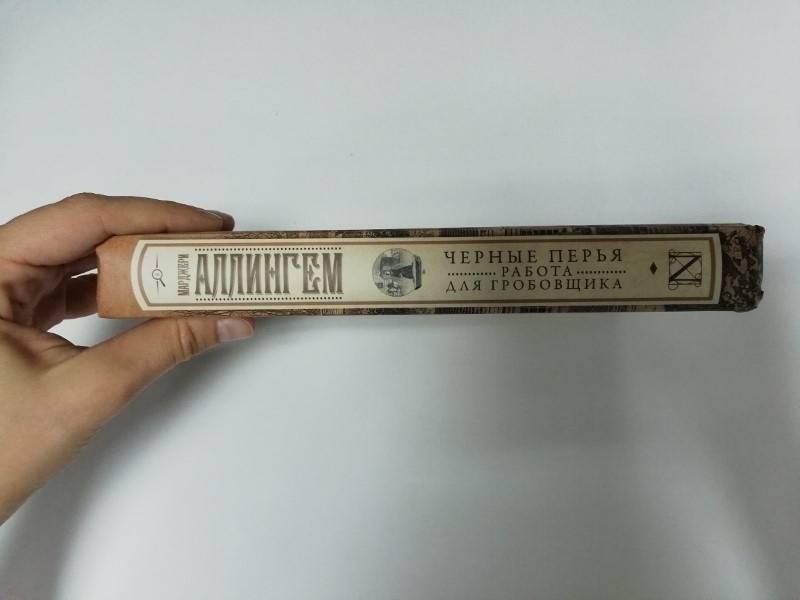 МАРДЖЕРИ
АЛЛИНГЕМ
ЧЕРНЫЕ ПЕРЬЯ
РАБОТА
ДЛЯ ГРОБОВЩИКА